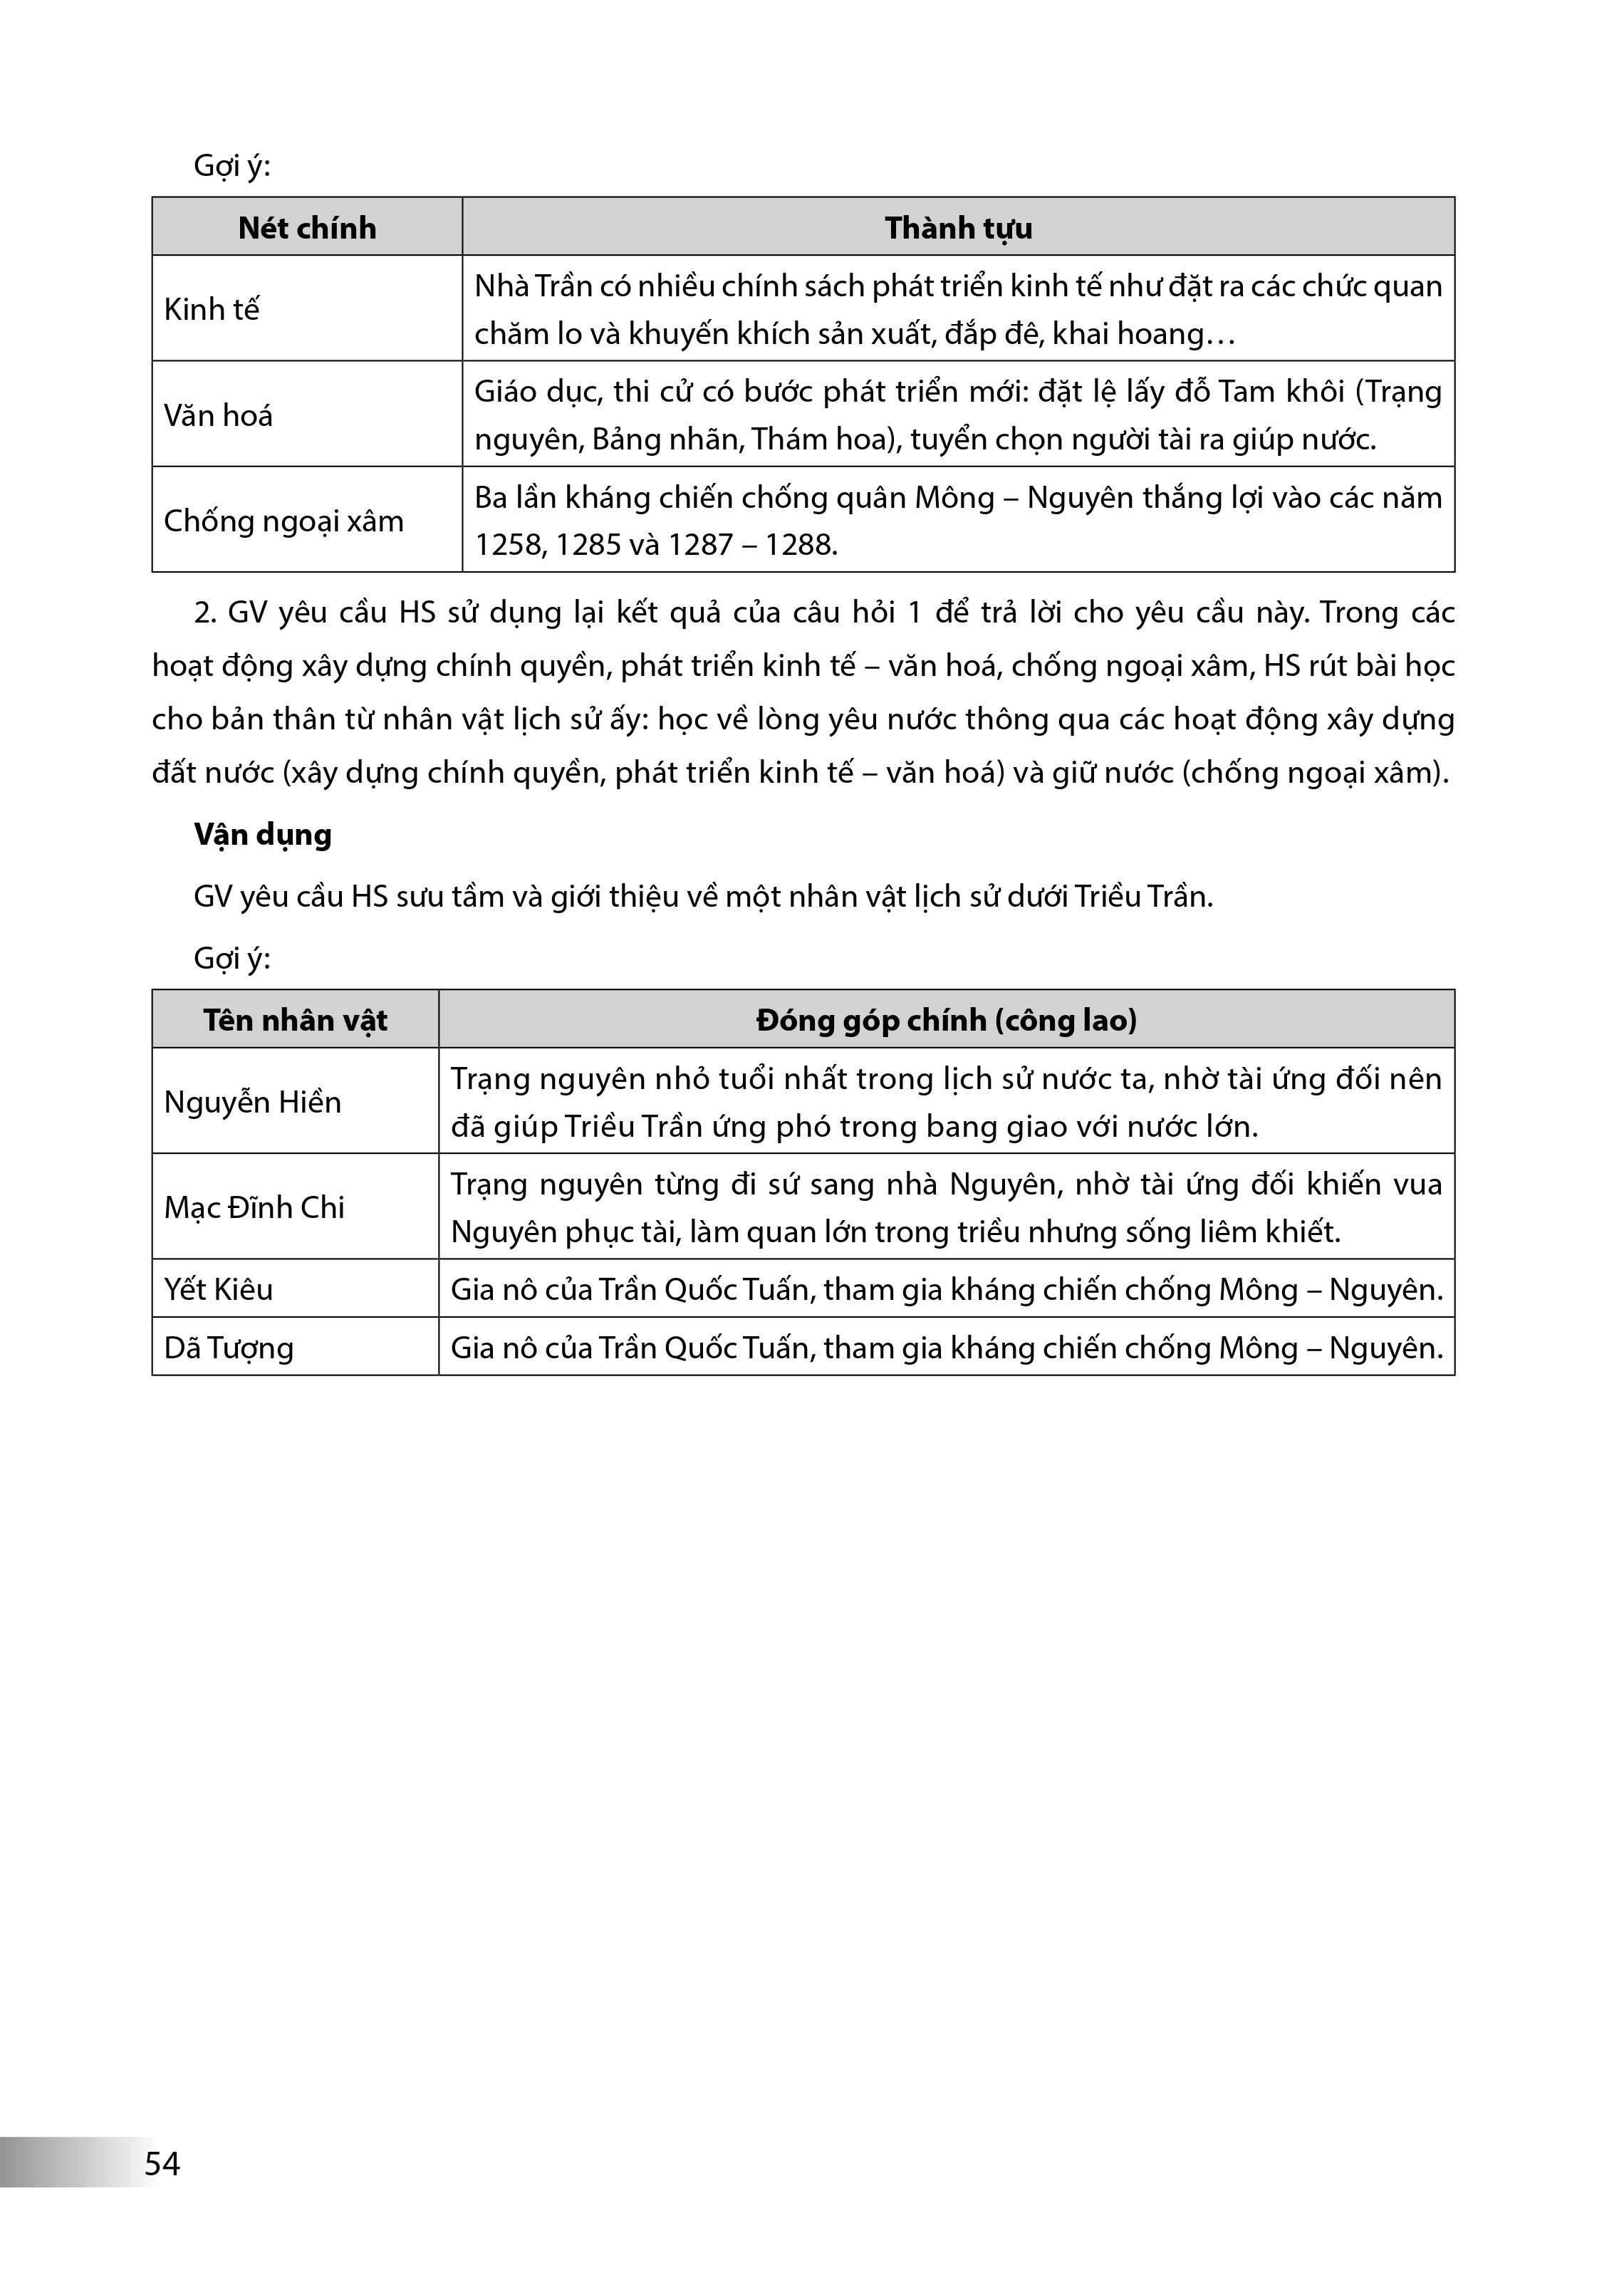 Gợi ý:
Nét chính
Thành tựu
Kinh tế
Nhà Trần có nhiều chính sách phát triển kinh tế như đặt ra các chức quan
chăm lo và khuyến khích sản xuất, đắp đê, khai hoang…
Văn hoá
Giáo dục, thi cử có bước phát triển mới: đặt lệ lấy đỗ Tam khôi (Trạng
nguyên, Bảng nhãn, Thám hoa), tuyển chọn người tài ra giúp nước.
Chống ngoại xâm
Ba lần kháng chiến chống quân Mông – Nguyên thắng lợi vào các năm
1258, 1285 và 1287 – 1288.
2. GV yêu cầu HS sử dụng lại kết quả của câu hỏi 1 để trả lời cho yêu cầu này. Trong các
hoạt động xây dựng chính quyền, phát triển kinh tế – văn hoá, chống ngoại xâm, HS rút bài học
cho bản thân từ nhân vật lịch sử ấy: học về lòng yêu nước thông qua các hoạt động xây dựng
đất nước (xây dựng chính quyền, phát triển kinh tế – văn hoá) và giữ nước (chống ngoại xâm).
Vận dụng
GV yêu cầu HS sưu tầm và giới thiệu về một nhân vật lịch sử dưới Triều Trần.
Gợi ý:
Tên nhân vật
Đóng góp chính (công lao)
Nguyễn Hiền
Trạng nguyên nhỏ tuổi nhất trong lịch sử nước ta, nhờ tài ứng đối nên
đã giúp Triều Trần ứng phó trong bang giao với nước lớn.
Mạc Đĩnh Chi
Trạng nguyên từng đi sứ sang nhà Nguyên, nhờ tài ứng đối khiến vua
Nguyên phục tài, làm quan lớn trong triều nhưng sống liêm khiết.
Yết Kiêu
Gia nô của Trần Quốc Tuấn, tham gia kháng chiến chống Mông – Nguyên.
Dã Tượng
Gia nô của Trần Quốc Tuấn, tham gia kháng chiến chống Mông – Nguyên.
54